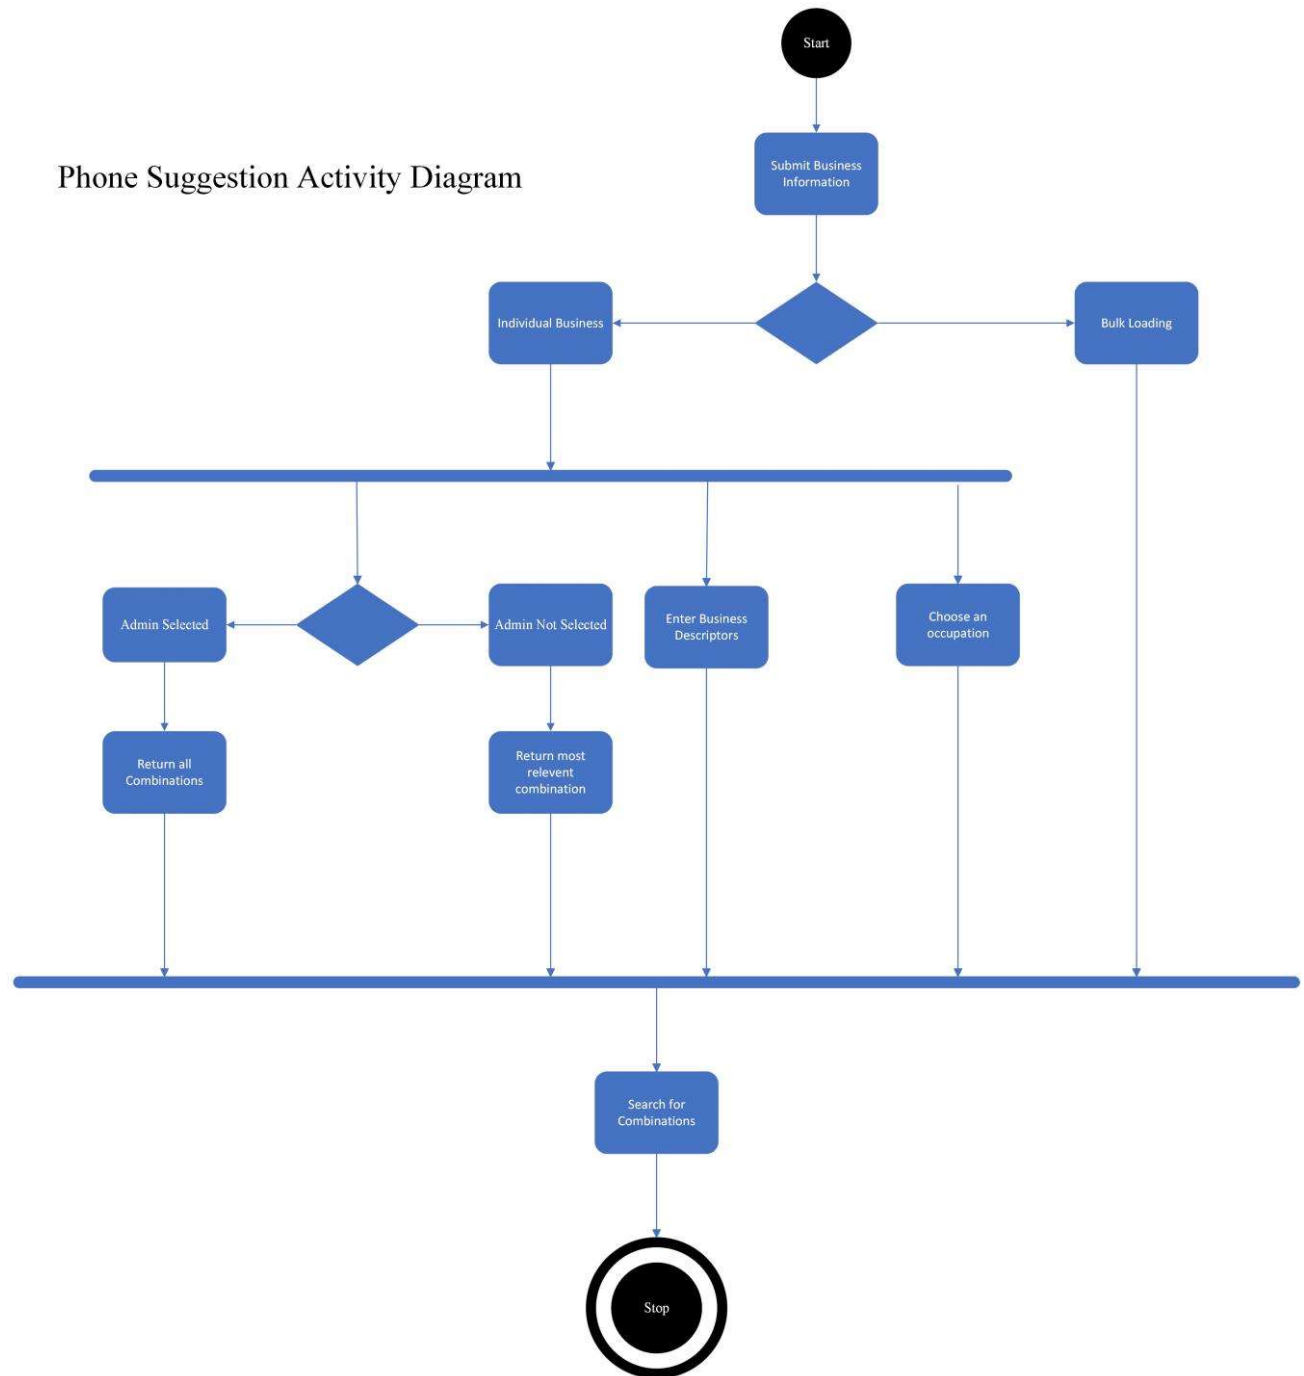 Start
Submit Business
Information
Phone Suggestion Activity Diagram
Individual Business
Bulk Loading
Admin Selected
Admin Not Selected
Enter Business
Descriptors
Choose an
occupation
Return all
Combinations
Return most
relevent
combination
Search for
Combinations
Stop